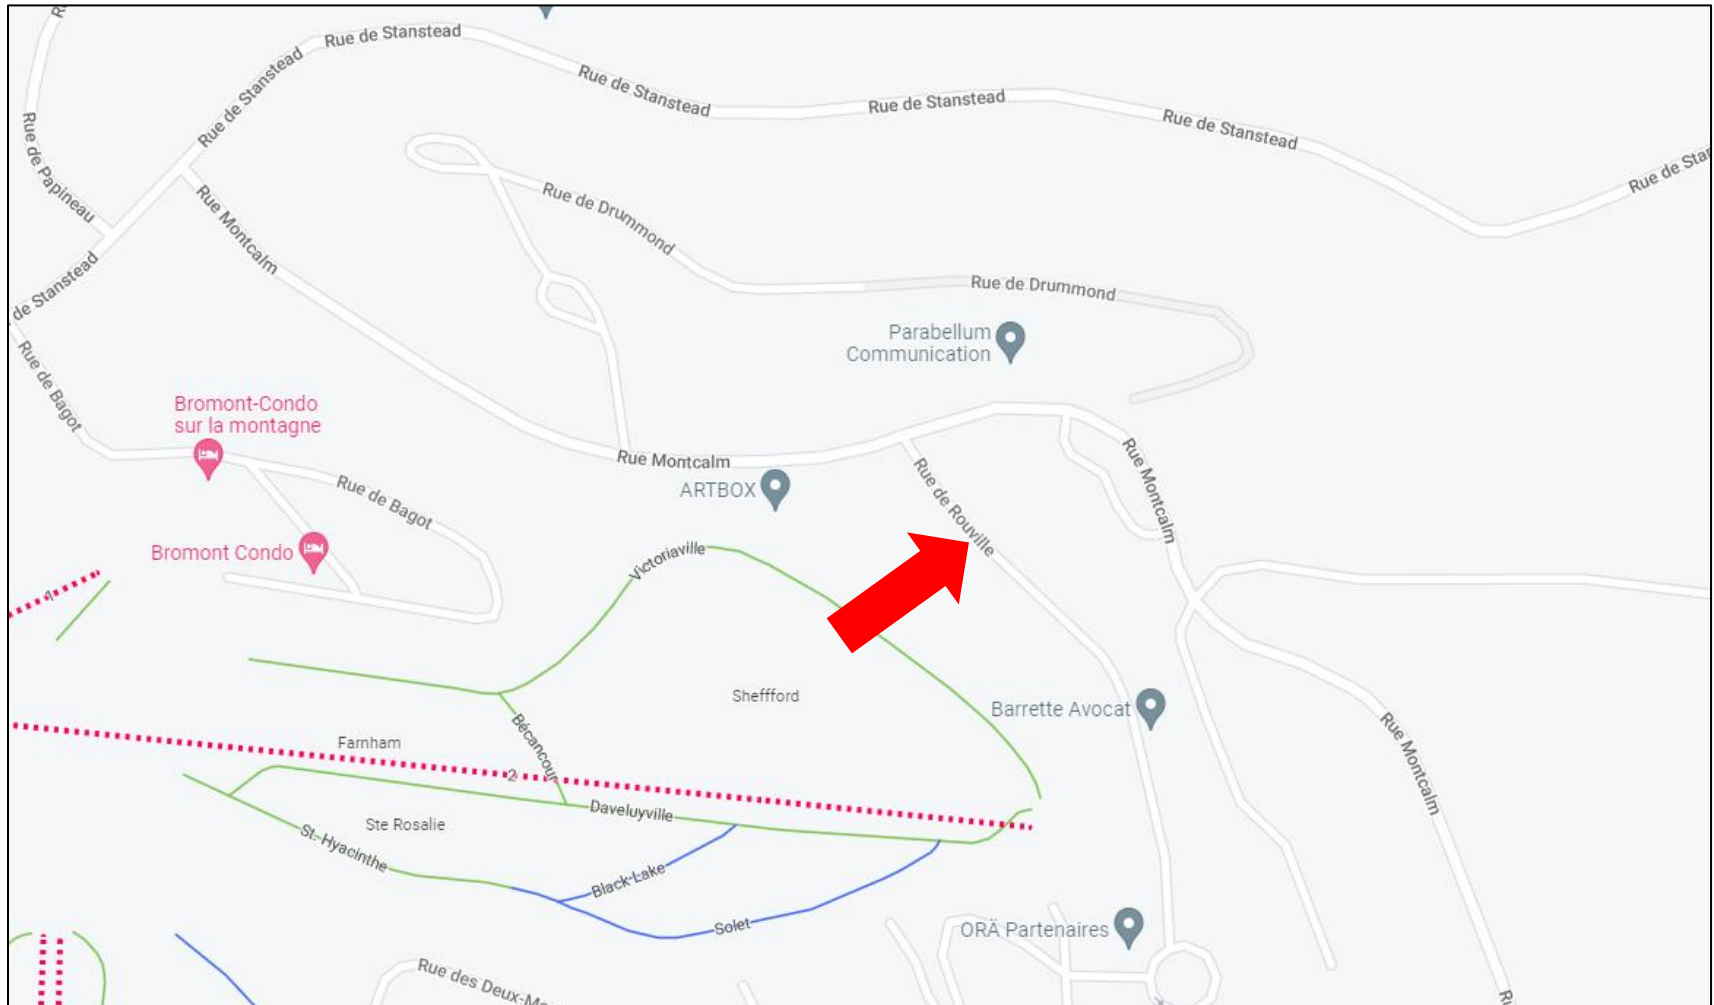 Rue de Stanstead
Rue de Stanstead
Rue de Stanstead
Rue de Stanstead
Rue de Stanstead
Rue de Papineau
Rue Montcalm
Rue de Drummond
de Stanstead
Rue de Drummond
Parabellum
Communication
Rue de Bagot
Bromont-Condo
sur la montagne
Rue Montcalm
Rue de Bagot
ARTBOX
Rue de Rouville
Rue Montcalm
Bromont Condo
Victoriaville
1
Sheffford
Barrette Avocat
Bécancour
Farnham
2
Rue Montcalm
Daveluyville
Ste Rosalie
St. Hyacinthe
Black Lake
Solet
ORÄ Partenaires